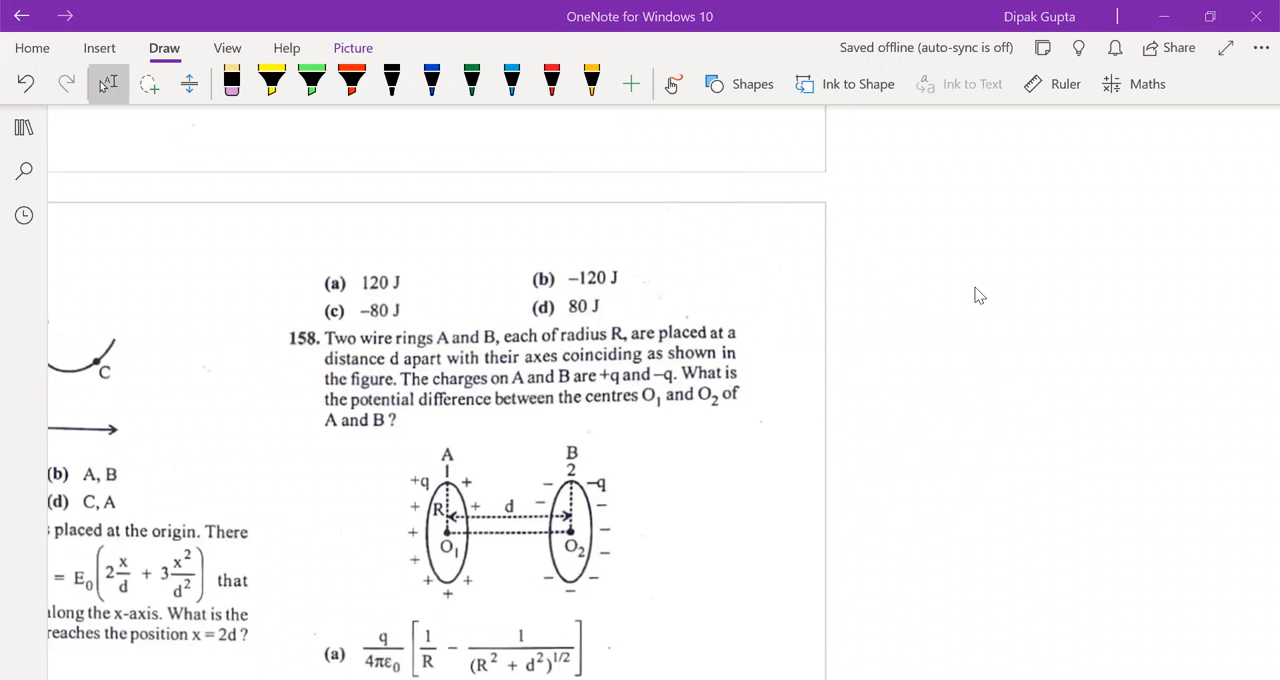 OneNote for Windows 10
Dipak Gupta
Home Insert Draw View Help Picture
Saved offline (auto-sync is off) Share
Shapes Ink to Shape Ink to Text Ruler Maths
(a) 120 J (b) –120 J
(c) –80 J (d) 80 J
158. Two wire rings A and B, each of radius R, are placed at a
distance d apart with their axes coinciding as shown in
the figure. The charges on A and B are +q and –q. What is
the potential difference between the centres O₁ and O₂ of
A and B ?
A B
1 2
+q + – –q
+ R + d – –
+ –
O₁ O₂
+ –
+ + – –
+ –
(a) q/4πε₀ [1/R − 1/(R² + d²)^1/2]
C
(b) A, B
(d) C, A
placed at the origin. There
= E₀(2 x/d + 3 x²/d²) that
along the x-axis. What is the
reaches the position x = 2d ?